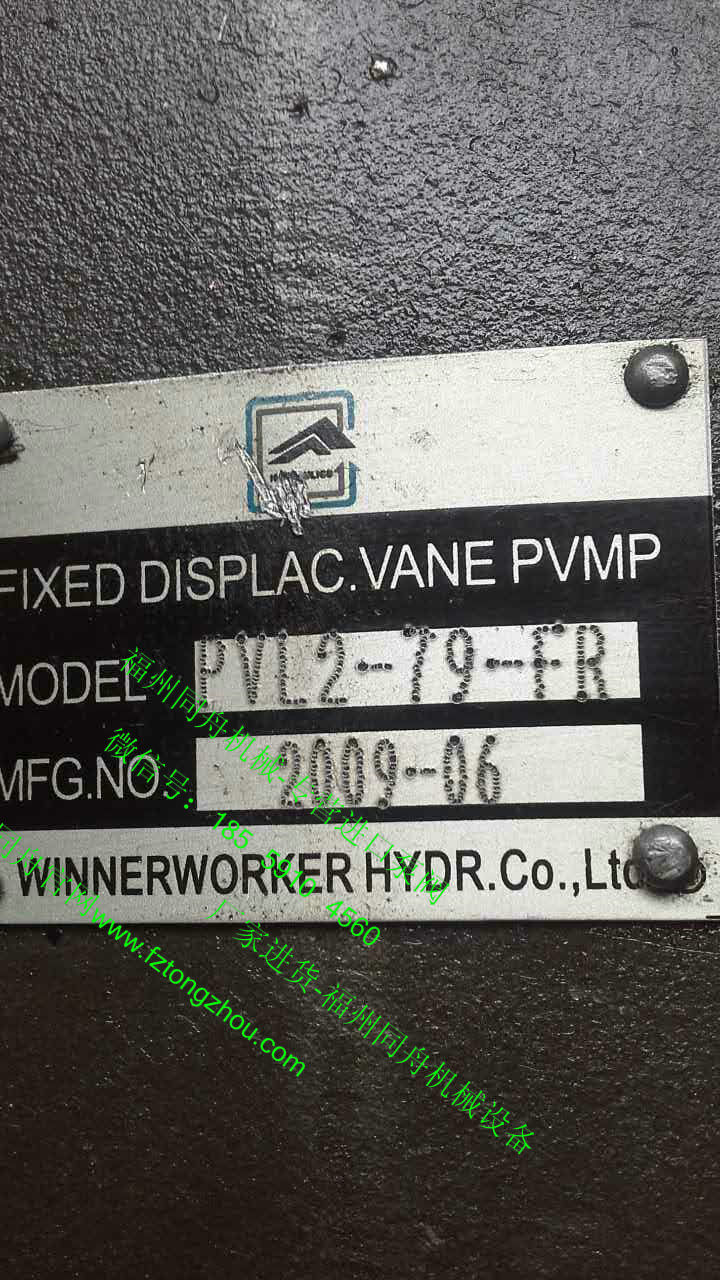 FIXED DISPLAC.VANE PVMP
MODEL PVL2-79-FR
MFG.NO. 2009-06
WINNERWORKER HYDR.Co.,Ltd
福州同舟机械-专营进口泵阀
微信号: 185 5910 4560
同舟官网www.fztongzhou.com
厂家进货-福州同舟机械设备